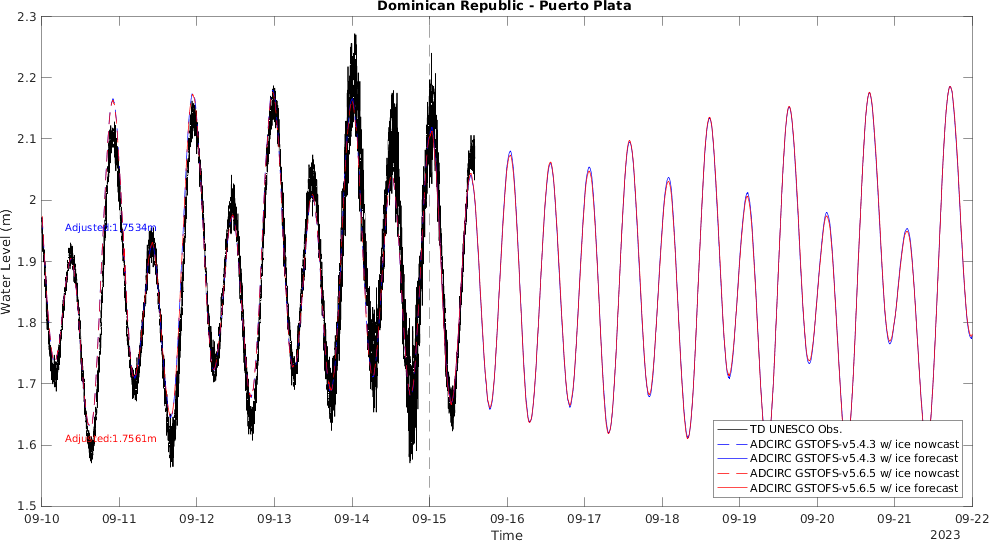 Dominican Republic - Puerto Plata
Water Level (m)
2.3
2.2
2.1
2
1.9
1.8
1.7
1.6
1.5
Adjusted:1.7534m
Adjusted:1.7561m
TD UNESCO Obs.
ADCIRC GSTOFS-v5.4.3 w/ ice nowcast
ADCIRC GSTOFS-v5.4.3 w/ ice forecast
ADCIRC GSTOFS-v5.6.5 w/ ice nowcast
ADCIRC GSTOFS-v5.6.5 w/ ice forecast
09-10 09-11 09-12 09-13 09-14 09-15 09-16 09-17 09-18 09-19 09-20 09-21 09-22
Time
2023